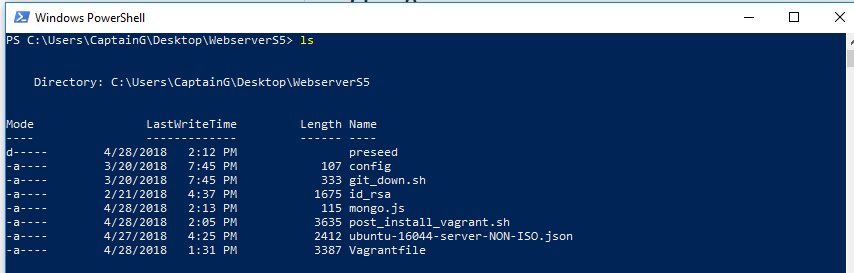 Windows PowerShell
PS C:\Users\CaptainG\Desktop\WebserverS5> ls
Directory: C:\Users\CaptainG\Desktop\WebserverS5
Mode LastWriteTime Length Name
---- ------------- ------ ----
d----- 4/28/2018 2:12 PM preseed
-a---- 3/20/2018 7:45 PM 107 config
-a---- 3/20/2018 7:45 PM 333 git_down.sh
-a---- 2/21/2018 4:37 PM 1675 id_rsa
-a---- 4/28/2018 2:13 PM 115 mongo.js
-a---- 4/28/2018 2:05 PM 3635 post_install_vagrant.sh
-a---- 4/27/2018 4:25 PM 2412 ubuntu-16044-server-NON-ISO.json
-a---- 4/28/2018 1:31 PM 3387 Vagrantfile